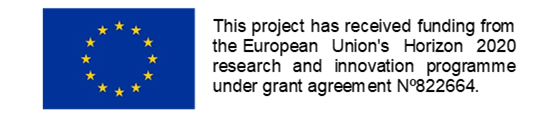 This project has received funding from
the European Union's Horizon 2020
research and innovation programme
under grant agreement Nº822664.